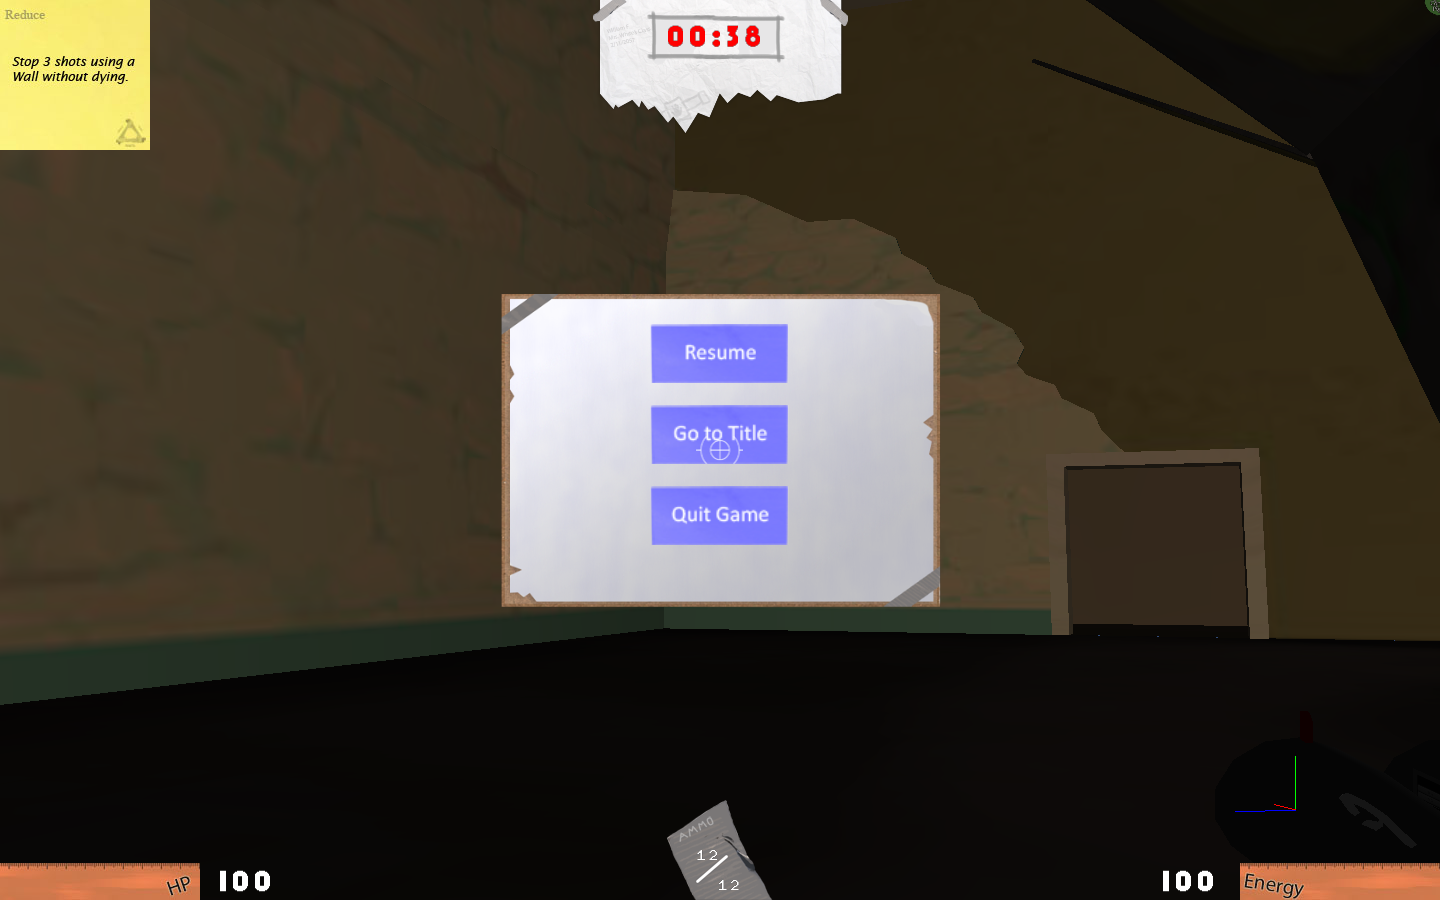 Reduce
Stop 3 shots using a
Wall without dying.
00:38
Resume
Go to Title
Quit Game
AMMO
12
12
HP
100
100
Energy